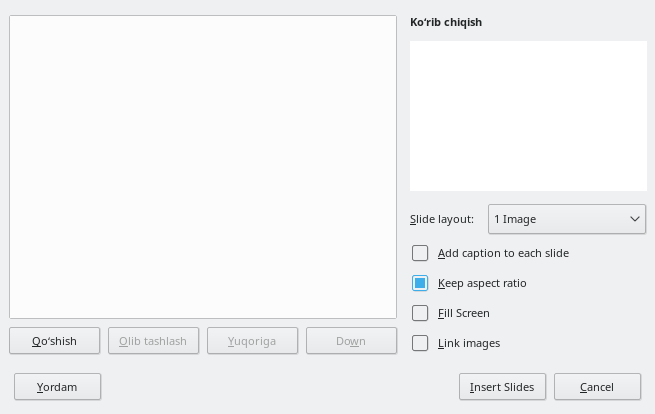 Ko‘rib chiqish
Slide layout: 1 Image
Add caption to each slide
Keep aspect ratio
Fill Screen
Link images
Qo‘shish Olib tashlash Yuqoriga Down
Yordam Insert Slides Cancel